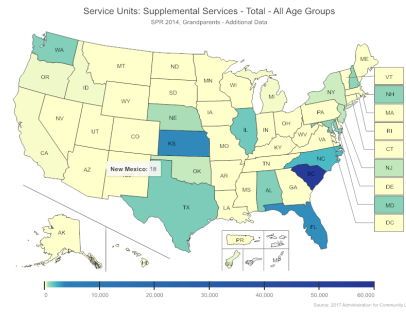 Service Units: Supplemental Services - Total - All Age Groups
SPR 2014, Grandparents - Additional Data
WA
MT
ND
MN
ME
OR
ID
SD
WI
MI
NY
VT
WY
NH
NV
NE
IA
IL
IN
OH
PA
MA
UT
CO
KS
MO
KY
WV
VA
RI
CA
CT
AZ
New Mexico: 18
OK
TN
NC
NJ
TX
AR
MS
AL
GA
SC
DE
LA
FL
MD
DC
AK
HI
PR
GU
MP
0
10,000
20,000
30,000
40,000
50,000
60,000
Source: 2017 Administration for Community L